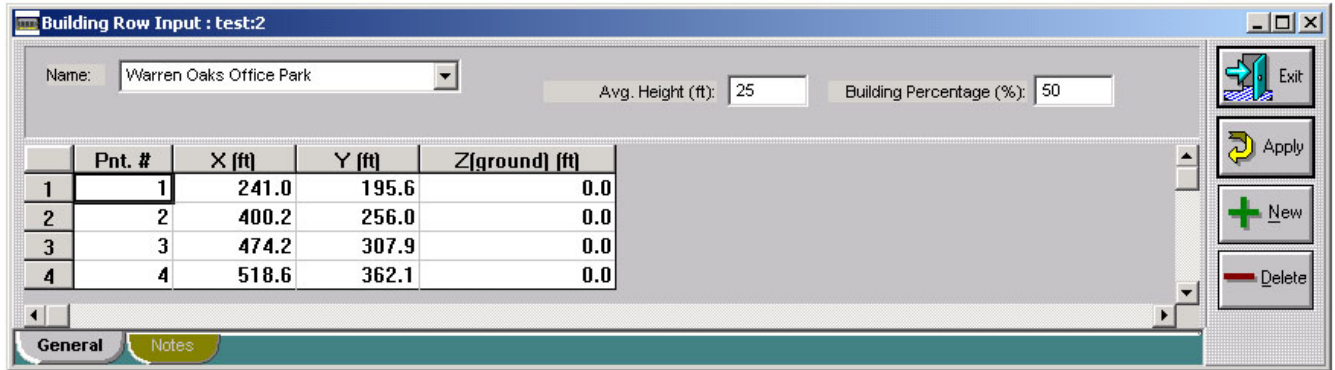 Building Row Input : test:2
Name: Warren Oaks Office Park Avg. Height (ft): 25 Building Percentage (%): 50
Exit
Apply
New
Delete
Pnt. # X (ft) Y (ft) Z(ground) (ft)
1 1 241.0 195.6 0.0
2 2 400.2 256.0 0.0
3 3 474.2 307.9 0.0
4 4 518.6 362.1 0.0
General Notes